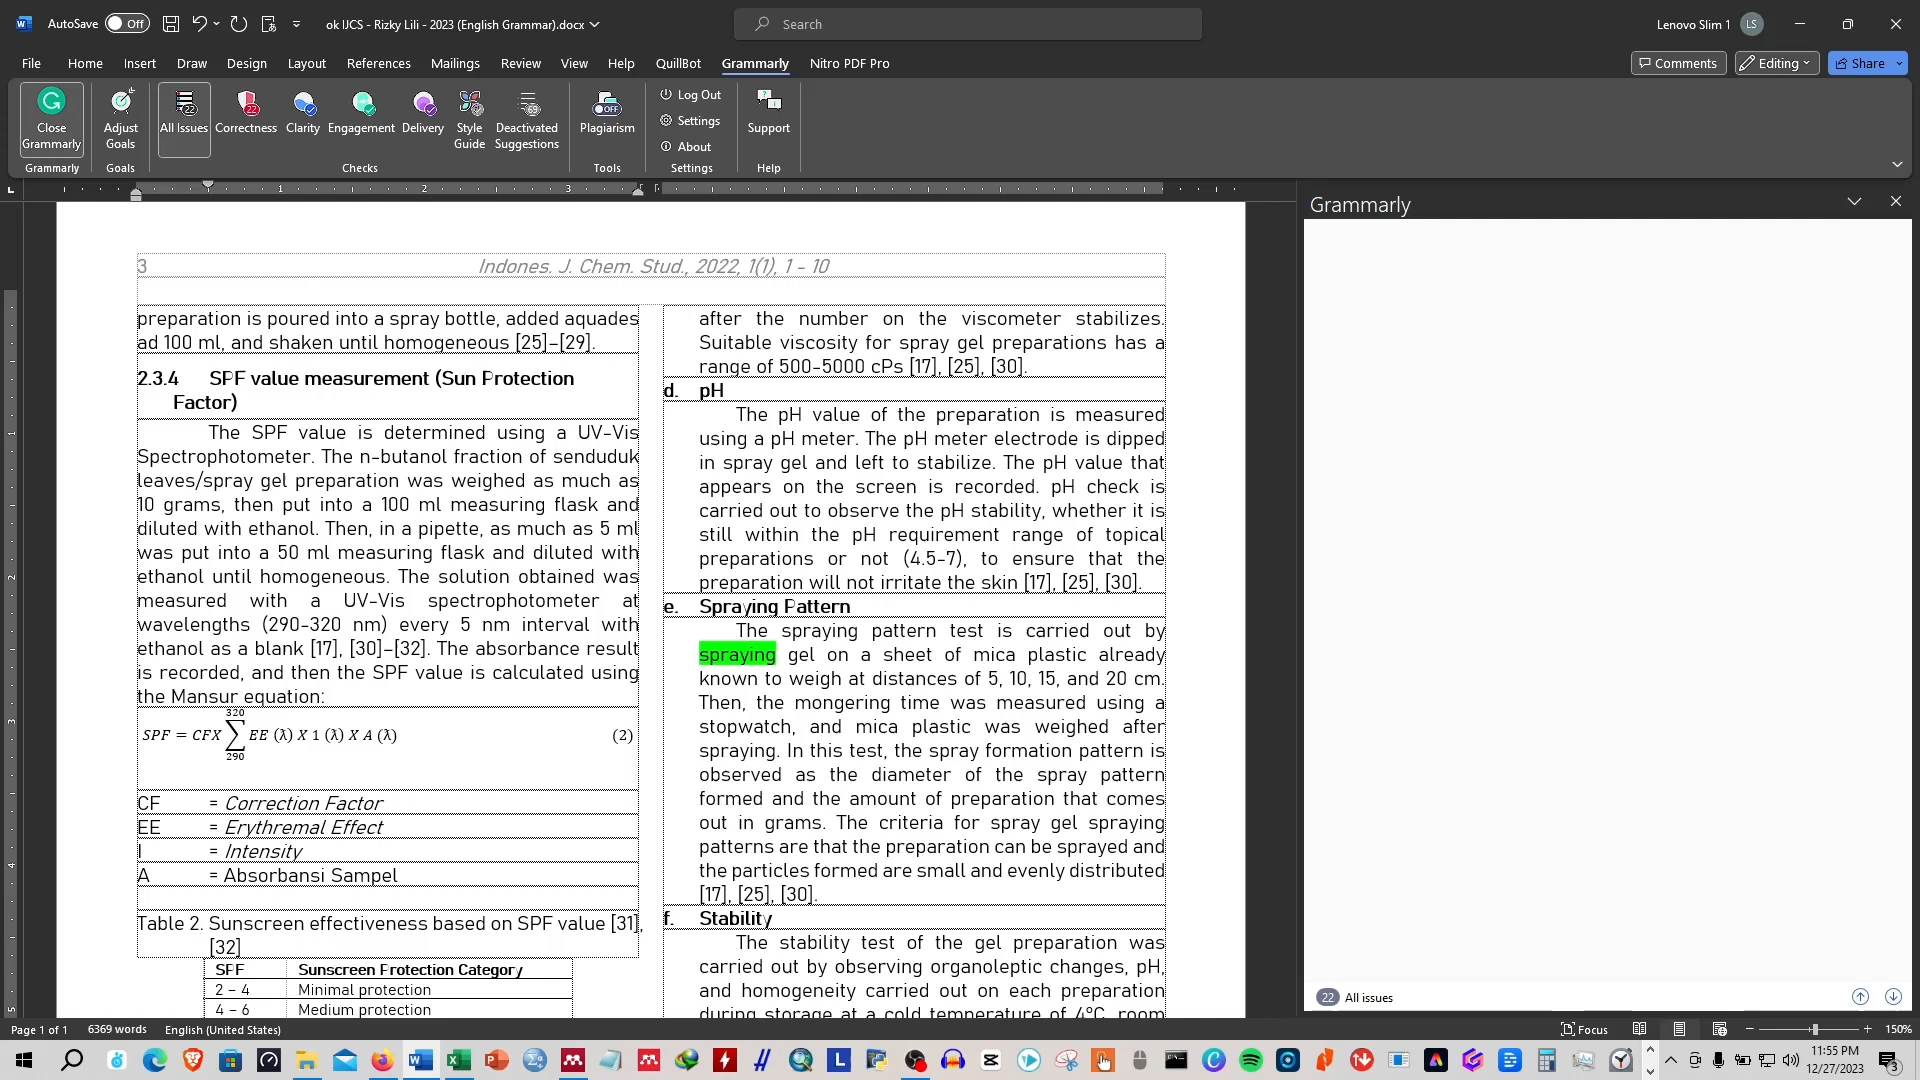 AutoSave Off
ok IJCS - Rizky Lili - 2023 (English Grammar).docx
Search
Lenovo Slim 1 LS
File Home Insert Draw Design Layout References Mailings Review View Help QuillBot Grammarly Nitro PDF Pro
Comments Editing Share
Close Grammarly
Adjust Goals
22 All Issues
22 Correctness
Clarity
Engagement
Delivery
Style Guide
69 Deactivated Suggestions
OFF Plagiarism
Log Out
Settings
About
Support
Grammarly Goals Checks Tools Settings Help
1 2 3
Grammarly
3 Indones. J. Chem. Stud., 2022, 1(1), 1 - 10
preparation is poured into a spray bottle, added aquades
ad 100 ml, and shaken until homogeneous [25]–[29].
2.3.4 SPF value measurement (Sun Protection
Factor)
The SPF value is determined using a UV-Vis
Spectrophotometer. The n-butanol fraction of senduduk
leaves/spray gel preparation was weighed as much as
10 grams, then put into a 100 ml measuring flask and
diluted with ethanol. Then, in a pipette, as much as 5 ml
was put into a 50 ml measuring flask and diluted with
ethanol until homogeneous. The solution obtained was
measured with a UV-Vis spectrophotometer at
wavelengths (290-320 nm) every 5 nm interval with
ethanol as a blank [17], [30]–[32]. The absorbance result
is recorded, and then the SPF value is calculated using
the Mansur equation:
320
SPF = CFX ∑ EE (λ) X 1 (λ) X A (λ) (2)
290
CF = Correction Factor
EE = Erythremal Effect
I = Intensity
A = Absorbansi Sampel
Table 2. Sunscreen effectiveness based on SPF value [31],
[32]
SPF Sunscreen Protection Category
2 – 4 Minimal protection
4 – 6 Medium protection
after the number on the viscometer stabilizes.
Suitable viscosity for spray gel preparations has a
range of 500-5000 cPs [17], [25], [30].
d. pH
The pH value of the preparation is measured
using a pH meter. The pH meter electrode is dipped
in spray gel and left to stabilize. The pH value that
appears on the screen is recorded. pH check is
carried out to observe the pH stability, whether it is
still within the pH requirement range of topical
preparations or not (4.5-7), to ensure that the
preparation will not irritate the skin [17], [25], [30].
e. Spraying Pattern
The spraying pattern test is carried out by
spraying gel on a sheet of mica plastic already
known to weigh at distances of 5, 10, 15, and 20 cm.
Then, the mongering time was measured using a
stopwatch, and mica plastic was weighed after
spraying. In this test, the spray formation pattern is
observed as the diameter of the spray pattern
formed and the amount of preparation that comes
out in grams. The criteria for spray gel spraying
patterns are that the preparation can be sprayed and
the particles formed are small and evenly distributed
[17], [25], [30].
f. Stability
The stability test of the gel preparation was
carried out by observing organoleptic changes, pH,
and homogeneity carried out on each preparation
during storage at a cold temperature of 4°C, room
22 All issues
Page 1 of 1 6369 words English (United States)
Focus 150%
11:55 PM
12/27/2023
3